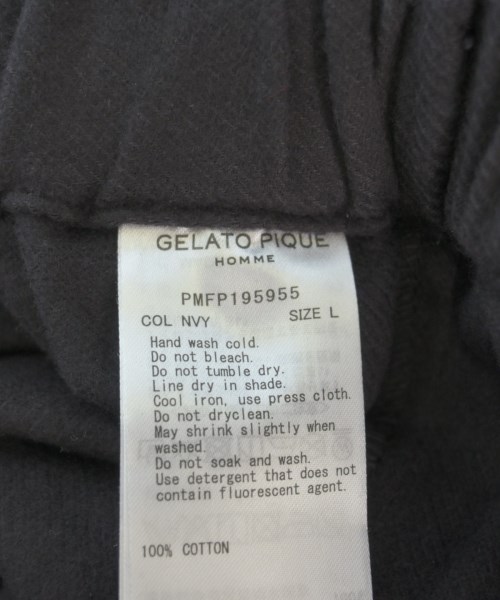 GELATO PIQUE
HOMME
PMFP195955
COL NVY SIZE L
Hand wash cold.
Do not bleach.
Do not tumble dry.
Line dry in shade.
Cool iron, use press cloth.
Do not dryclean.
May shrink slightly when
washed.
Do not soak and wash.
Use detergent that does not
contain fluorescent agent.
100% COTTON